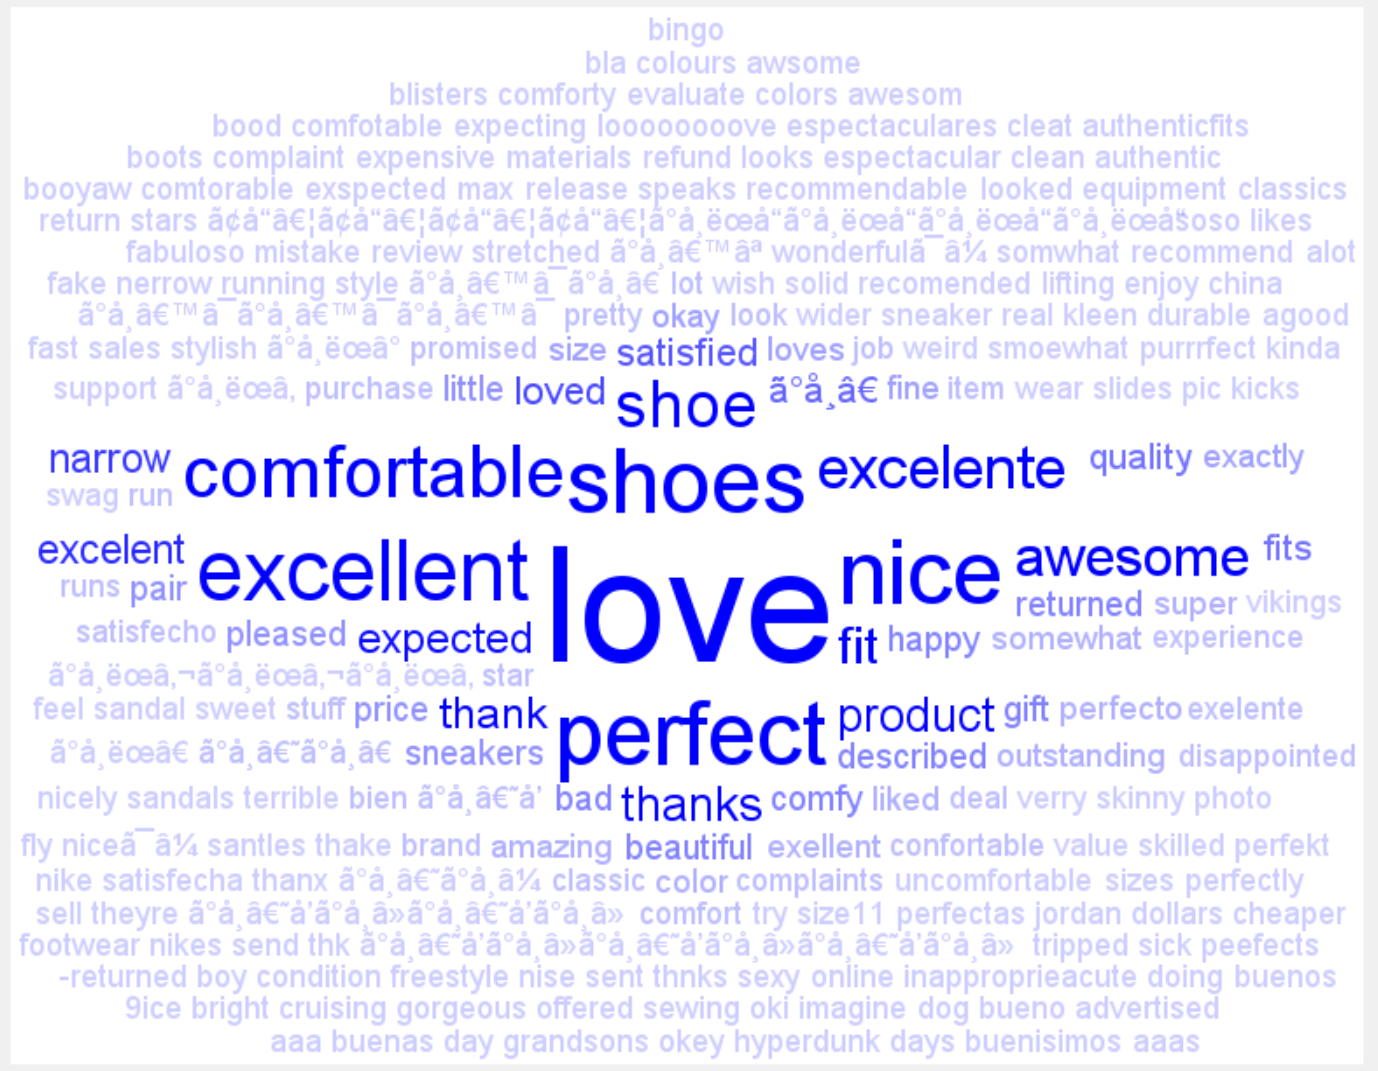 bingo
bla colours awsome
blisters comforty evaluate colors awesom
bood comfotable expecting loooooooove espectaculares cleat authenticfits
boots complaint expensive materials refund looks espectacular clean authentic
booyaw comtorable exspected max release speaks recommendable looked equipment classics
return stars ã¢å“â€¦ã¢å“â€¦ã¢å“â€¦ã¢å“â€¦ã°å¸ëœå“ã°å¸ëœå“ã°å¸ëœå“ã°å¸ëœåšoso likes
fabuloso mistake review stretched ã°å¸â€™âª wonderfulã¯â¼ somwhat recommend alot
fake nerrow running style ã°å¸â€™â¯ã°å¸â€ lot wish solid recomended lifting enjoy china
ã°å¸â€™â¯ã°å¸â€™â¯ã°å¸â€™â¯ pretty okay look wider sneaker real kleen durable agood
fast sales stylish ã°å¸ëœâ° promised size satisfied loves job weird smoewhat purrrfect kinda
support ã°å¸ëœâ‚ purchase little loved shoe ã°å¸â€ fine item wear slides pic kicks
narrow comfortable shoes excelente quality exactly
swag run
excelent excellent love nice awesome fits
runs pair returned super vikings
satisfecho pleased expected fit happy somewhat experience
ã°å¸ëœâ‚¬ã°å¸ëœâ‚¬ã°å¸ëœâ‚ star
feel sandal sweet stuff price thank perfect product gift perfecto exelente
ã°å¸ëœâ€ ã°å¸â€˜ã°å¸â€ sneakers described outstanding disappointed
nicely sandals terrible bien ã°å¸â€˜å’ bad thanks comfy liked deal verry skinny photo
fly niceã¯â¼ santles thake brand amazing beautiful exellent confortable value skilled perfekt
nike satisfecha thanx ã°å¸â€˜ã°å¸â¼ classic color complaints uncomfortable sizes perfectly
sell theyre ã°å¸â€˜å’ã°å¸â»ã°å¸â€˜å’ã°å¸â» comfort try size11 perfectas jordan dollars cheaper
footwear nikes send thk ã°å¸â€˜å’ã°å¸â»ã°å¸â€˜å’ã°å¸â»ã°å¸â€˜å’ã°å¸â» tripped sick peefects
-returned boy condition freestyle nise sent thnks sexy online inapproprieacute doing buenos
9ice bright cruising gorgeous offered sewing oki imagine dog bueno advertised
aaa buenas day grandsons okey hyperdunk days buenisimos aaas